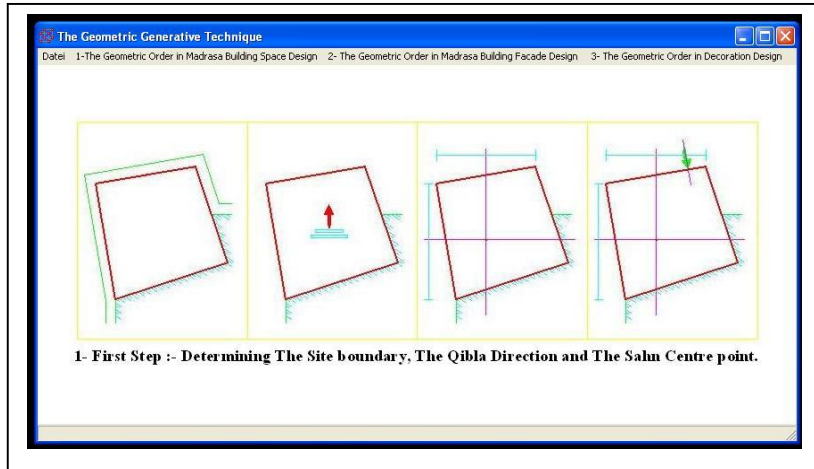 The Geometric Generative Technique
Datei 1-The Geometric Order in Madrasa Building Space Design 2- The Geometric Order in Madrasa Building Facade Design 3- The Geometric Order in Decoration Design
1- First Step :- Determining The Site boundary, The Qibla Direction and The Sahn Centre point.